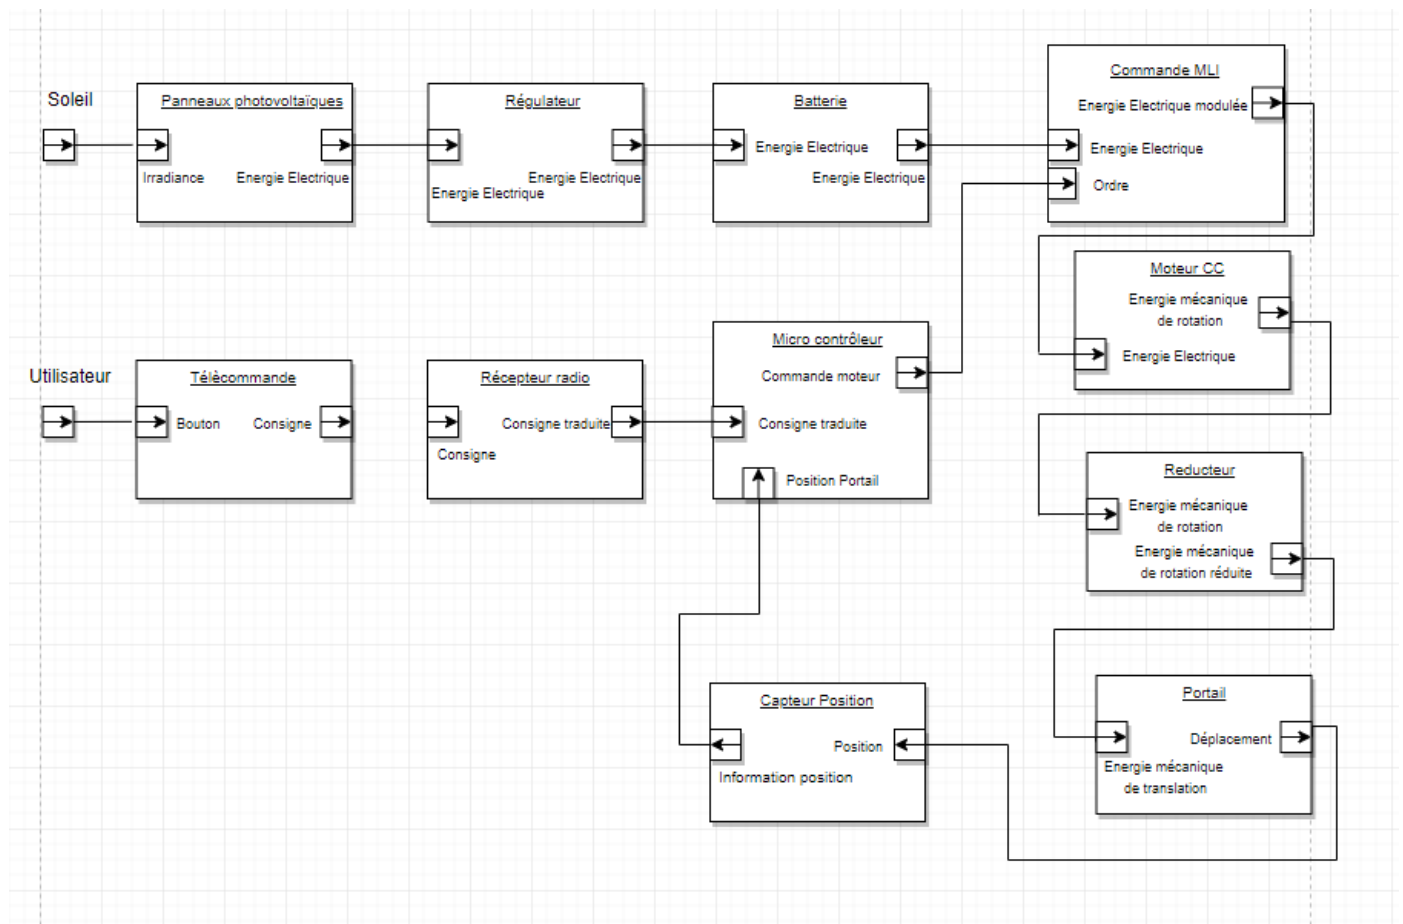 Soleil
Panneaux photovoltaïques
Irradiance
Energie Electrique
Régulateur
Energie Electrique
Energie Electrique
Batterie
Energie Electrique
Energie Electrique
Commande MLI
Energie Electrique modulée
Energie Electrique
Ordre
Moteur CC
Energie mécanique
de rotation
Energie Electrique
Utilisateur
Télècommande
Bouton
Consigne
Récepteur radio
Consigne traduite
Consigne
Micro contrôleur
Commande moteur
Consigne traduite
Position Portail
Reducteur
Energie mécanique
de rotation
Energie mécanique
de rotation réduite
Capteur Position
Position
Information position
Portail
Déplacement
Energie mécanique
de translation